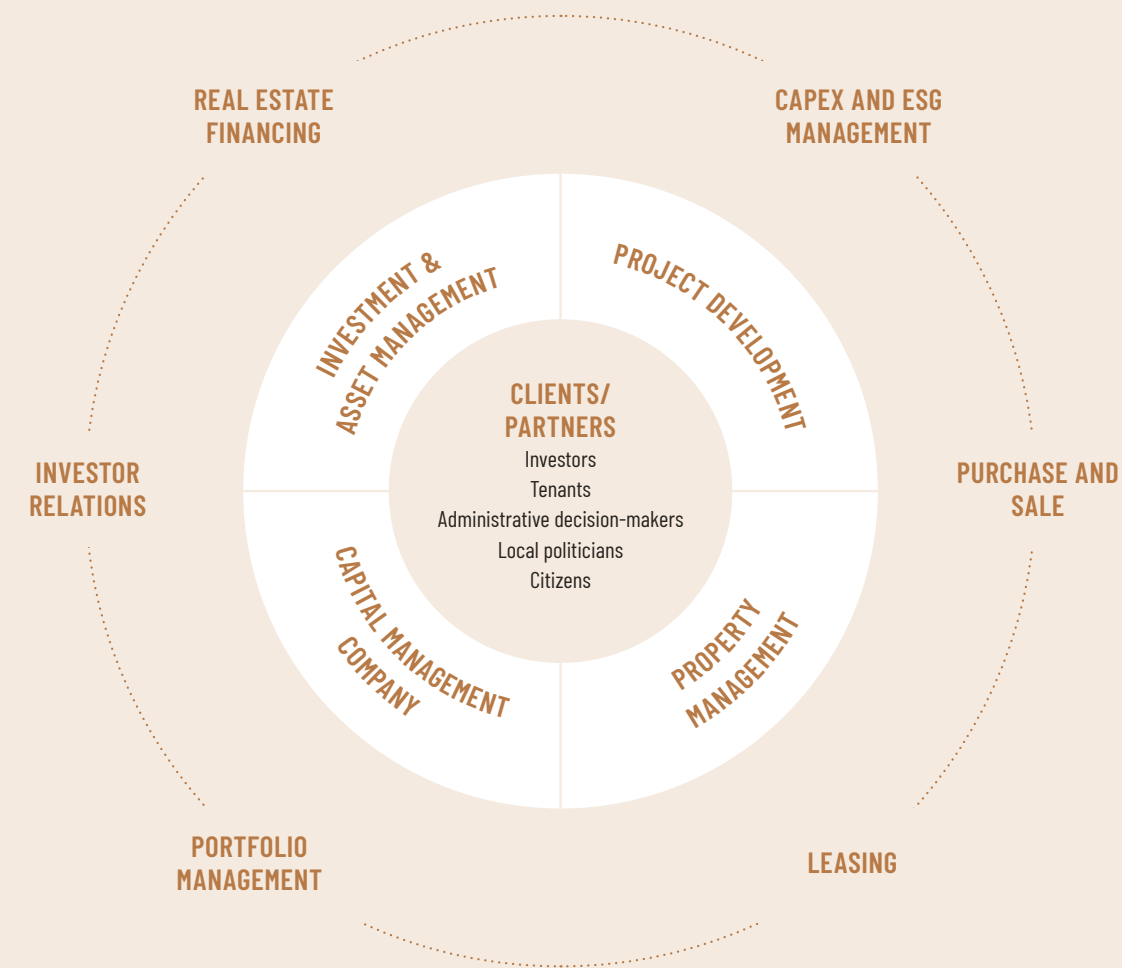 REAL ESTATE
FINANCING
CAPEX AND ESG
MANAGEMENT
INVESTMENT &
ASSET MANAGEMENT
PROJECT DEVELOPMENT
CLIENTS/
PARTNERS
Investors
Tenants
Administrative decision-makers
Local politicians
Citizens
INVESTOR
RELATIONS
PURCHASE AND
SALE
CAPITAL MANAGEMENT
COMPANY
PROPERTY
MANAGEMENT
PORTFOLIO
MANAGEMENT
LEASING